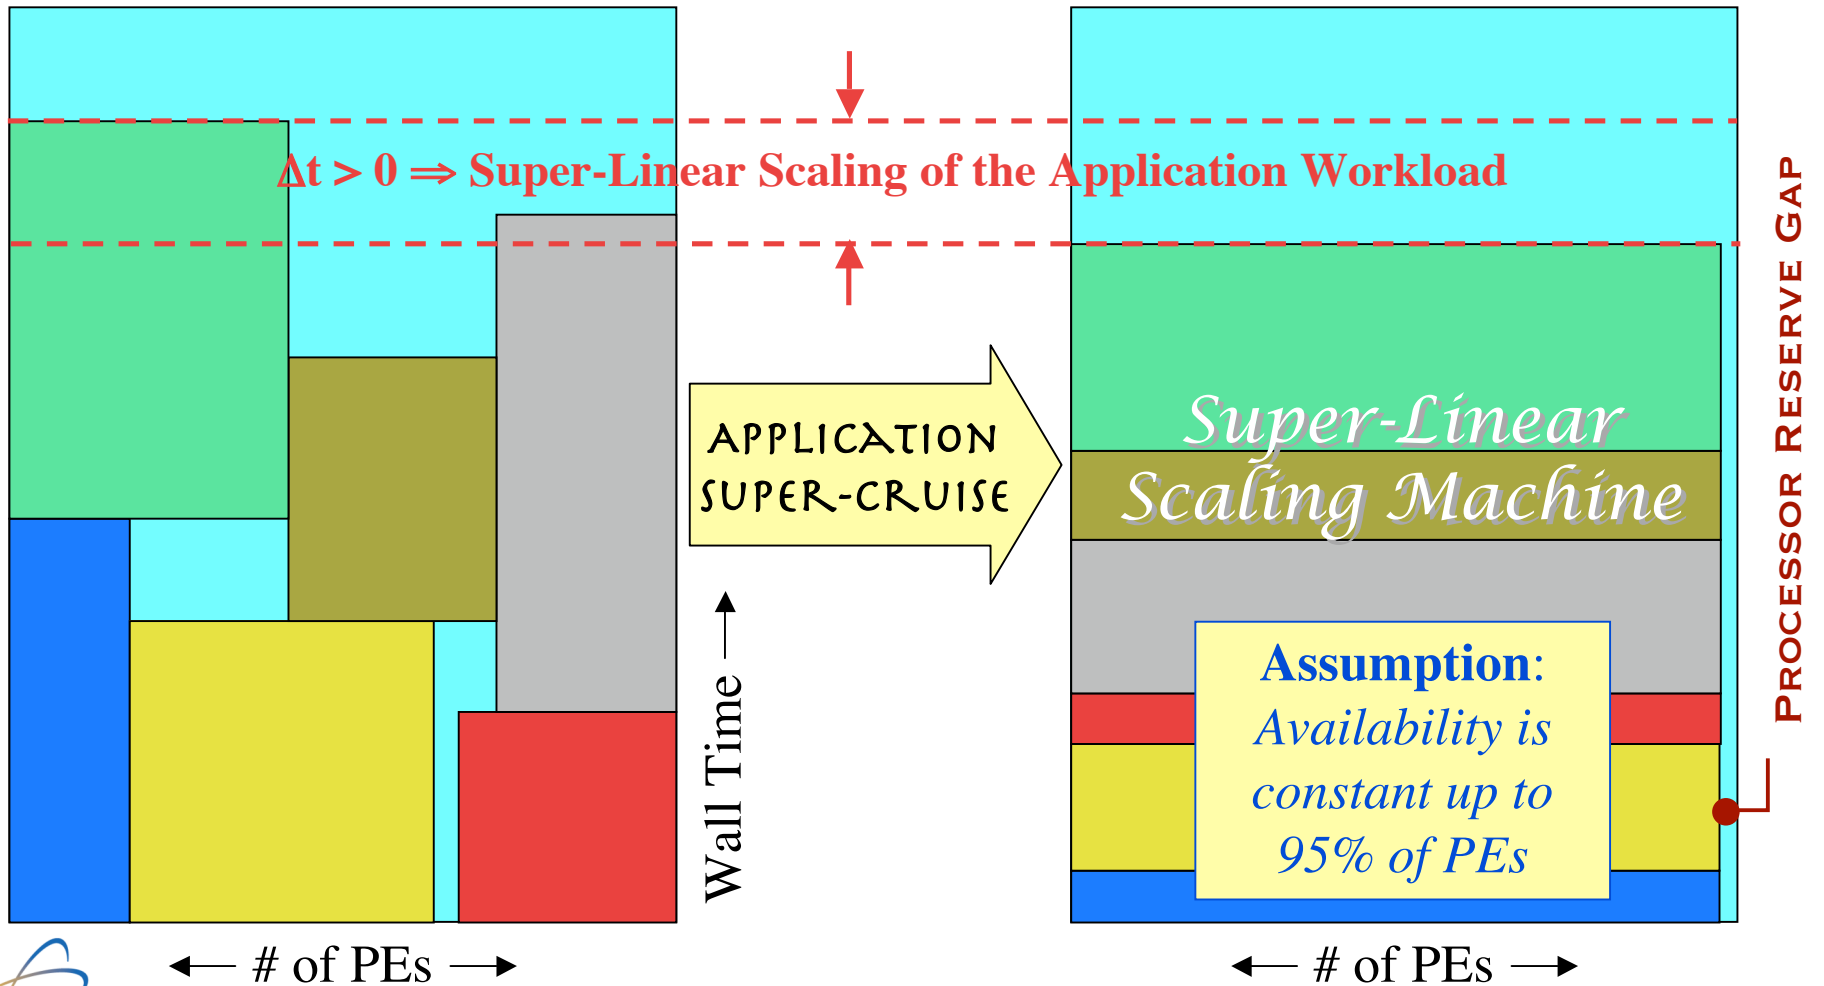 Δt > 0 ⇒ Super-Linear Scaling of the Application Workload
APPLICATION
SUPER-CRUISE
Wall Time
# of PEs
Super-Linear
Scaling Machine
Assumption:
Availability is
constant up to
95% of PEs
# of PEs
PROCESSOR RESERVE GAP